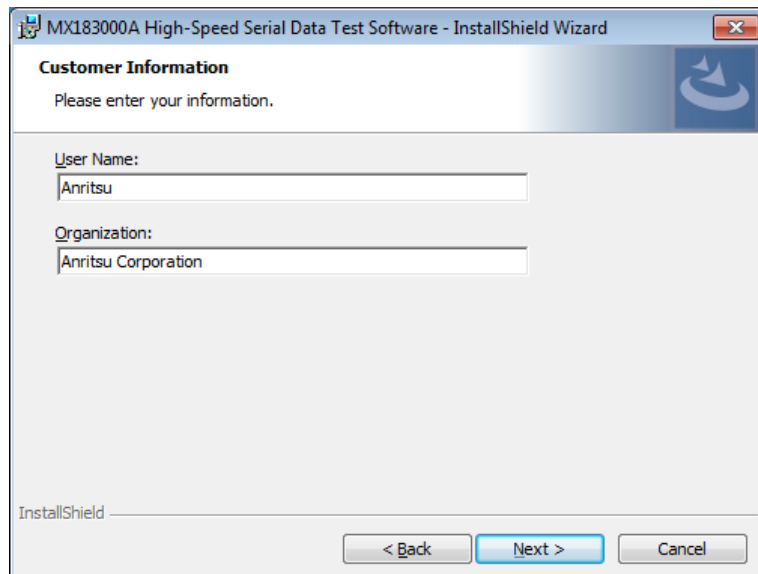 MX183000A High-Speed Serial Data Test Software - InstallShield Wizard
Customer Information
Please enter your information.
User Name:
Anritsu
Organization:
Anritsu Corporation
InstallShield
< Back
Next >
Cancel